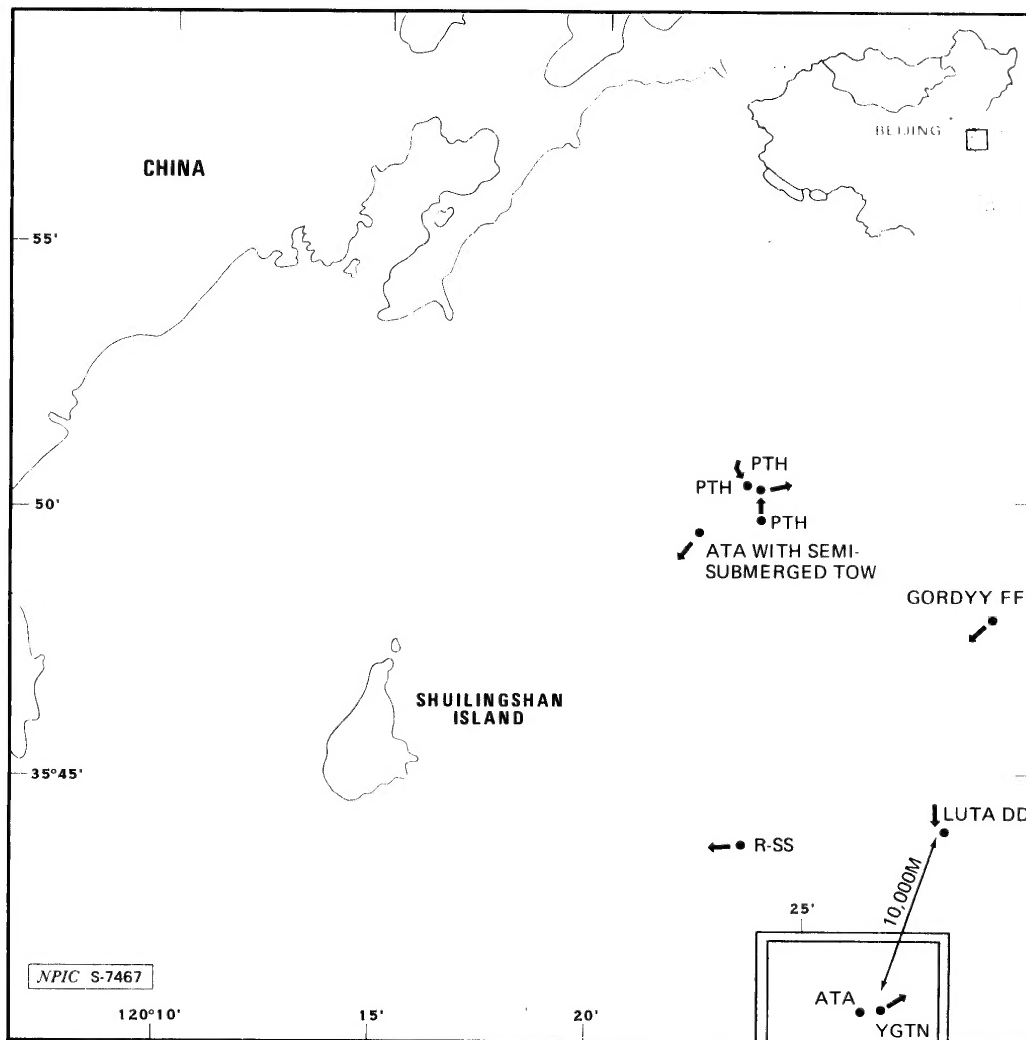 BEIJING
CHINA
55'
PTH
PTH
50'
PTH
ATA WITH SEMI-
SUBMERGED TOW
GORDYY FF
SHUILINGSHAN
ISLAND
35°45'
LUTA DD
R-SS
10,000M
25'
NPIC S-7467
ATA
YGTN
120°10'
15'
20'